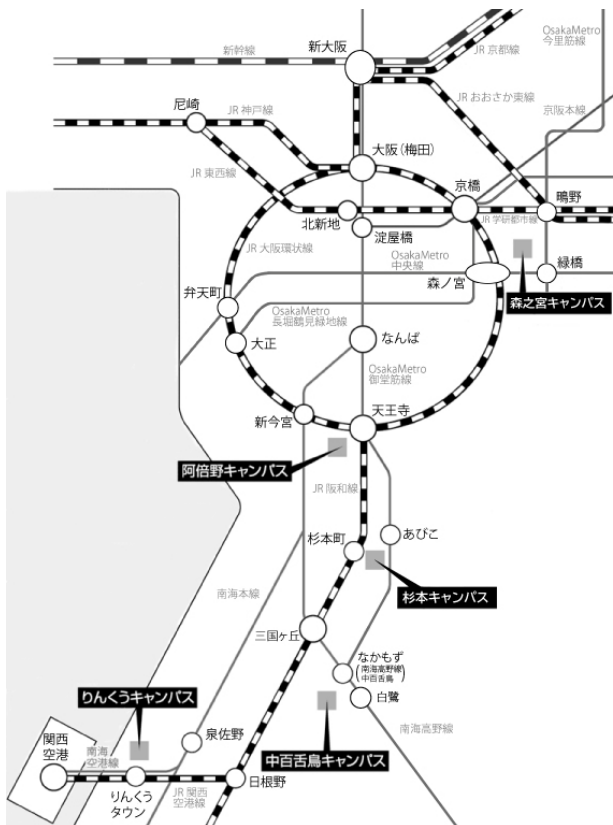 OsakaMetro
今里筋線
新幹線
新大阪
JR 京都線
JR おおさか東線
京阪本線
尼崎
JR 神戸線
大阪（梅田）
JR 東西線
京橋
鴫野
北新地
淀屋橋
JR 学研都市線
JR 大阪環状線
OsakaMetro
中央線
森ノ宮
緑橋
弁天町
森之宮キャンパス
OsakaMetro
長堀鶴見緑地線
大正
なんば
OsakaMetro
御堂筋線
新今宮
天王寺
阿倍野キャンパス
JR 阪和線
杉本町
あびこ
杉本キャンパス
南海本線
三国ヶ丘
なかもず
(南海高野線
中百舌鳥)
白鷺
りんくうキャンパス
南海高野線
泉佐野
関西
空港
南海
空港線
中百舌鳥キャンパス
りんくう
タウン
JR 関西
空港線
日根野